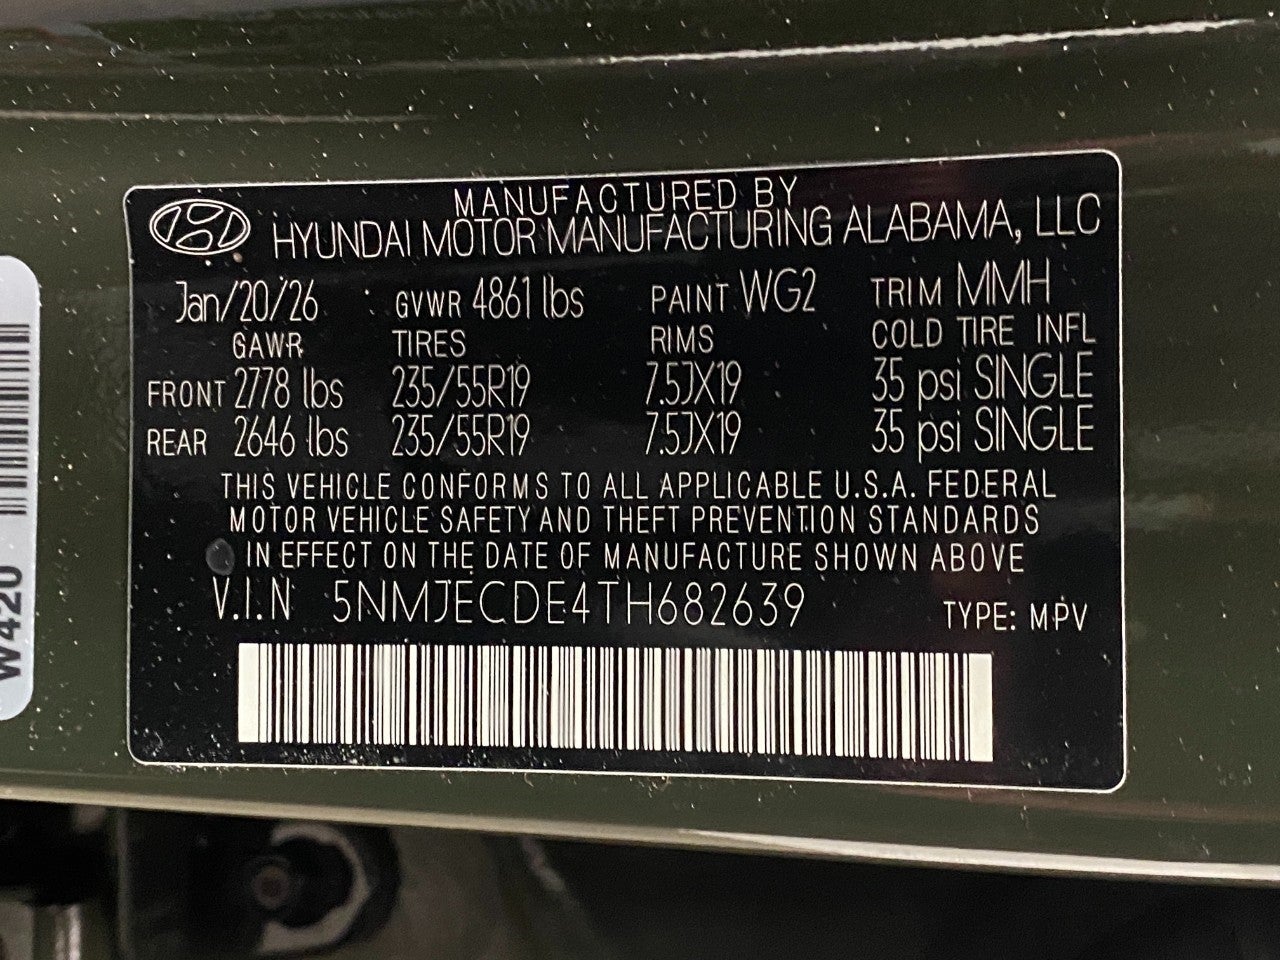 MANUFACTURED BY
HYUNDAI MOTOR MANUFACTURING ALABAMA, LLC
Jan/20/26 GVWR 4861 lbs PAINT WG2 TRIM MMH
GAWR TIRES RIMS COLD TIRE INFL
FRONT 2778 lbs 235/55R19 7.5JX19 35 psi SINGLE
REAR 2646 lbs 235/55R19 7.5JX19 35 psi SINGLE
THIS VEHICLE CONFORMS TO ALL APPLICABLE U.S.A. FEDERAL
MOTOR VEHICLE SAFETY AND THEFT PREVENTION STANDARDS
IN EFFECT ON THE DATE OF MANUFACTURE SHOWN ABOVE
V.I.N 5NMJECDE4TH682639 TYPE: MPV
W420